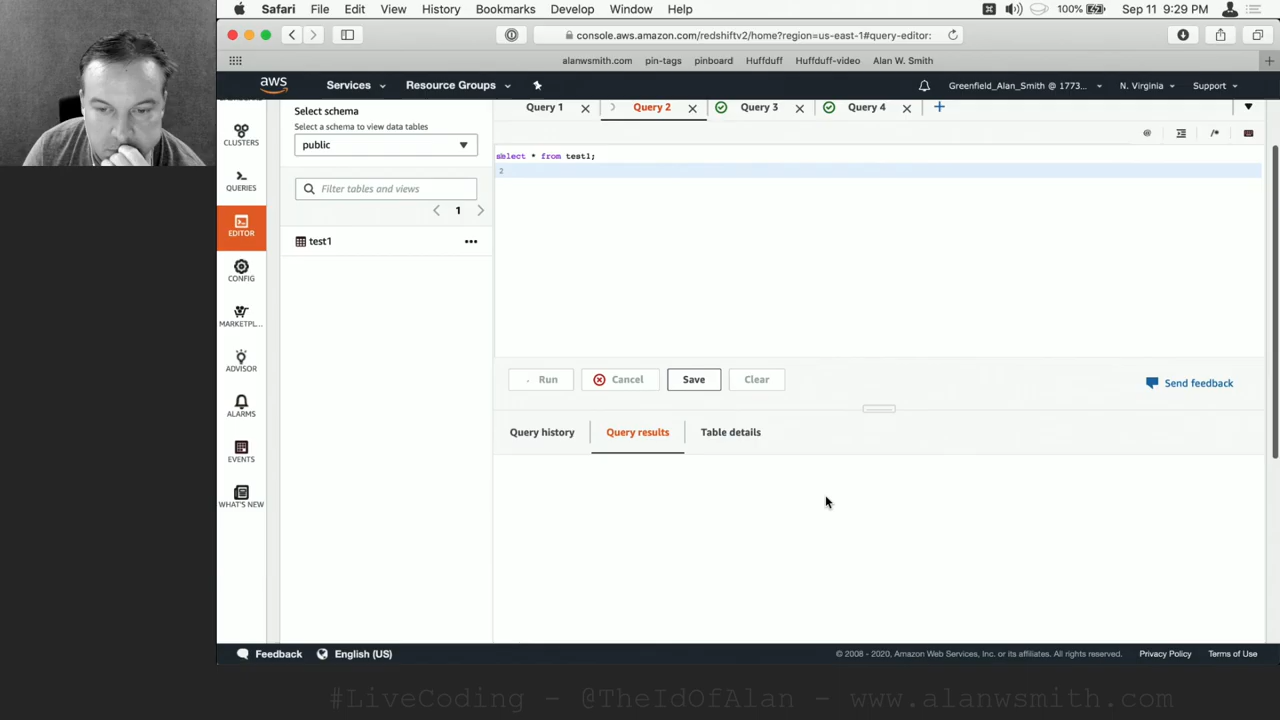 Safari File Edit View History Bookmarks Develop Window Help 100% Sep 11 9:29 PM
console.aws.amazon.com/redshiftv2/home?region=us-east-1#query-editor:
alanwsmith.com pin-tags pinboard Huffduff Huffduff-video Alan W. Smith
aws Services Resource Groups Greenfield_Alan_Smith @ 1773... N. Virginia Support
Select schema
Select a schema to view data tables
public
Filter tables and views
1
test1
CLUSTERS
QUERIES
EDITOR
CONFIG
MARKETPL...
ADVISOR
ALARMS
EVENTS
WHAT'S NEW
Query 1 Query 2 Query 3 Query 4
select * from test1;
2
Run Cancel Save Clear
Send feedback
Query history Query results Table details
Feedback English (US)
© 2008 - 2020, Amazon Web Services, Inc. or its affiliates. All rights reserved. Privacy Policy Terms of Use
#LiveCoding - @TheIdOfAlan - www.alanwsmith.com